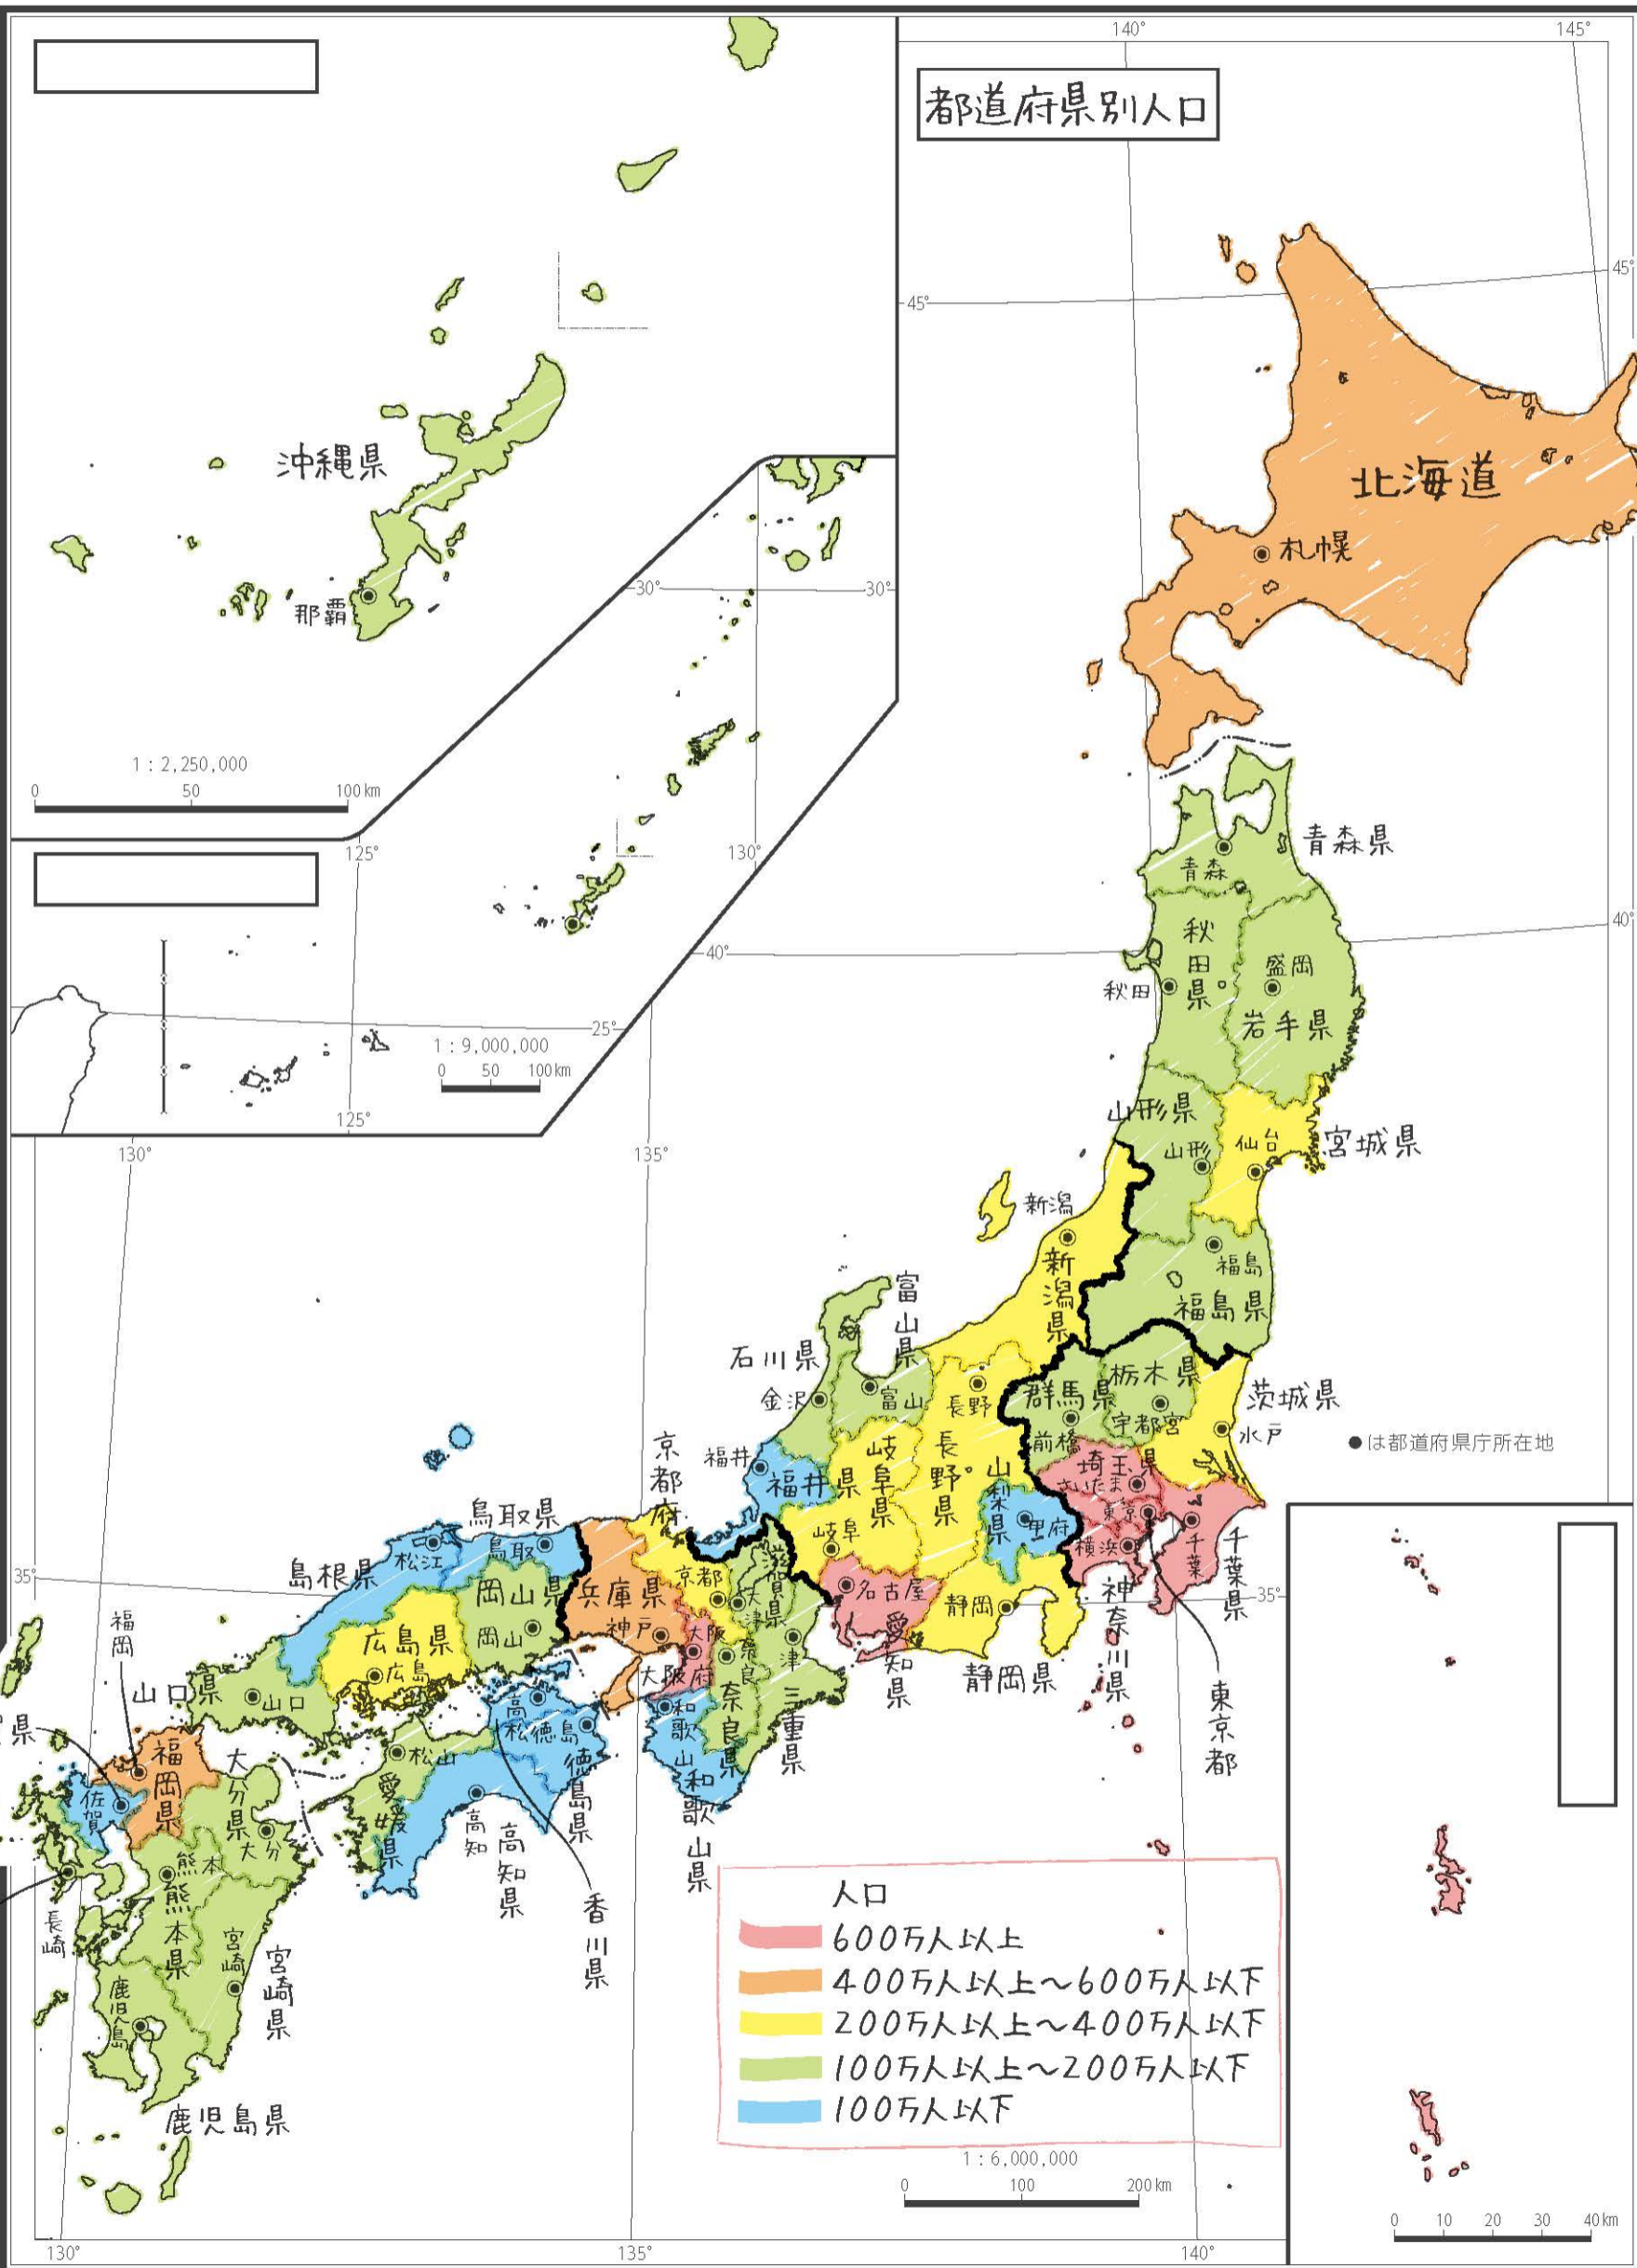 都道府県別人口
140°
145°
45°
45°
北海道
札幌
沖縄県
那覇
30°
30°
1：2,250,000
0 50 100km
125°
130°
青森県
青森
40°
40°
秋田県
秋田
盛岡
岩手県
25°
1：9,000,000
0 50 100km
125°
130°
135°
山形県
山形
仙台
宮城県
新潟
新潟県
福島
福島県
富山県
石川県
金沢
富山
長野
群馬県
栃木県
茨城県
前橋
宇都宮
水戸
●は都道府県庁所在地
京都府
福井
福井県
岐阜県
長野県
山梨県
甲府
埼玉県
さいたま
東京
横浜
千葉
千葉県
神奈川県
東京都
鳥取県
鳥取
島根県
松江
岡山県
岡山
兵庫県
神戸
京都
滋賀県
大津
岐阜
名古屋
愛知県
静岡
静岡県
35°
35°
福岡
広島県
広島
大阪
大阪府
奈良
奈良県
津
三重県
山口県
山口
県
福岡県
佐賀
大分県
大分
松山
愛媛県
高松
徳島
徳島県
高知
高知県
香川県
和歌山
和歌山県
長崎
熊本
熊本県
宮崎
宮崎県
鹿児島
鹿児島県
人口
600万人以上
400万人以上～600万人以下
200万人以上～400万人以下
100万人以上～200万人以下
100万人以下
1：6,000,000
0 100 200km
0 10 20 30 40km
130°
135°
140°